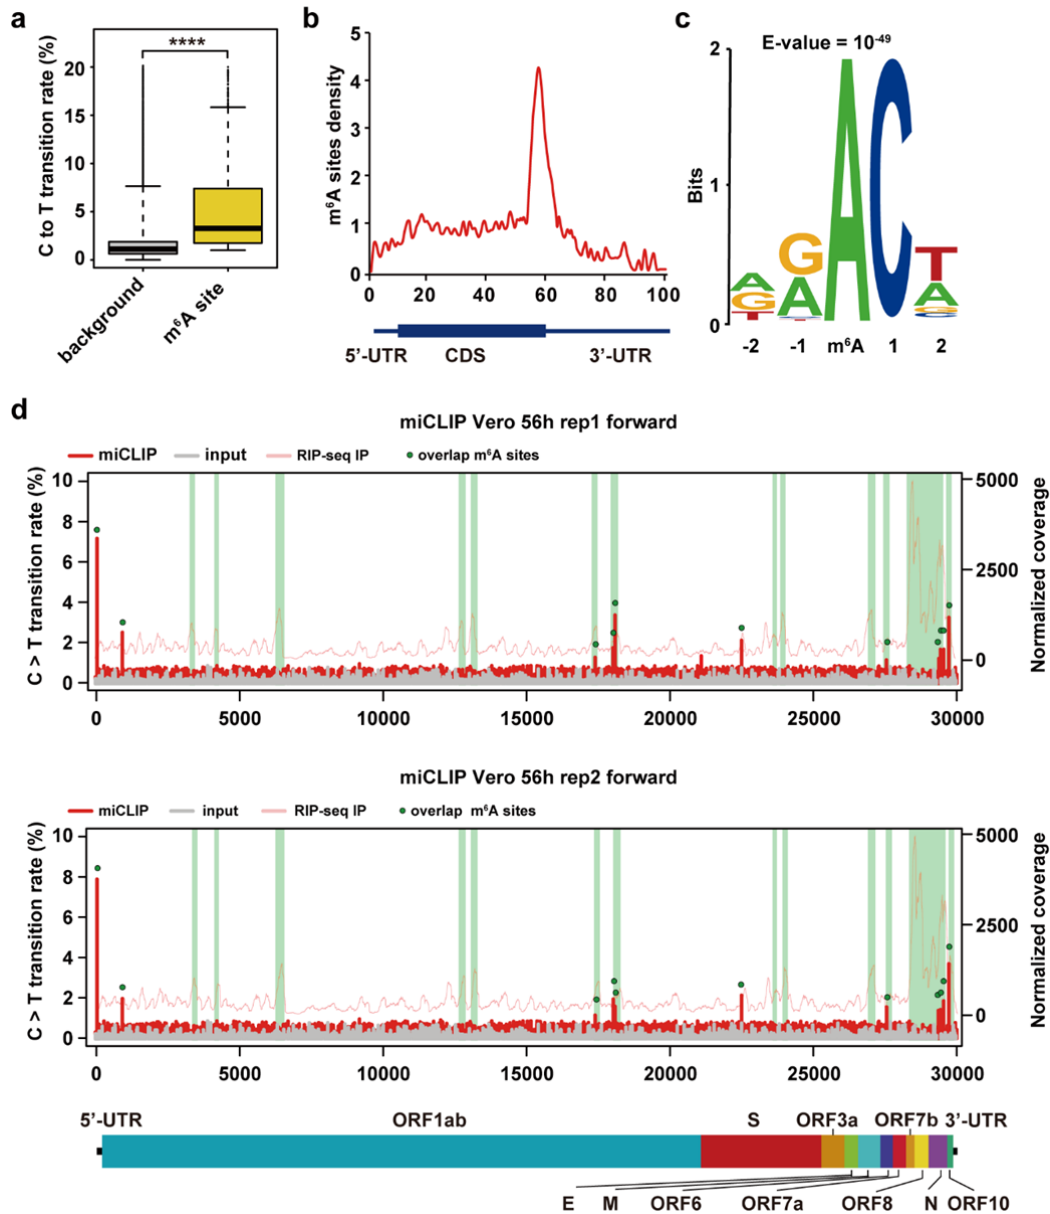 a
C to T transition rate (%)
20
15
10
5
0
****
background
m⁶A site
b
m⁶A sites density
5
4
3
2
1
0
0 20 40 60 80 100
5’-UTR CDS 3’-UTR
c
E-value = 10⁻⁴⁹
Bits
2
1
0
A G T
G A
A
C
T A G C
-2 -1 m⁶A 1 2
d
miCLIP Vero 56h rep1 forward
miCLIP input RIP-seq IP overlap m⁶A sites
C > T transition rate (%)
10
8
6
4
2
0
5000
2500
0
Normalized coverage
0 5000 10000 15000 20000 25000 30000
miCLIP Vero 56h rep2 forward
miCLIP input RIP-seq IP overlap m⁶A sites
C > T transition rate (%)
10
8
6
4
2
0
5000
2500
0
Normalized coverage
0 5000 10000 15000 20000 25000 30000
5’-UTR ORF1ab S ORF3a ORF7b 3’-UTR
E M ORF6 ORF7a ORF8 N ORF10